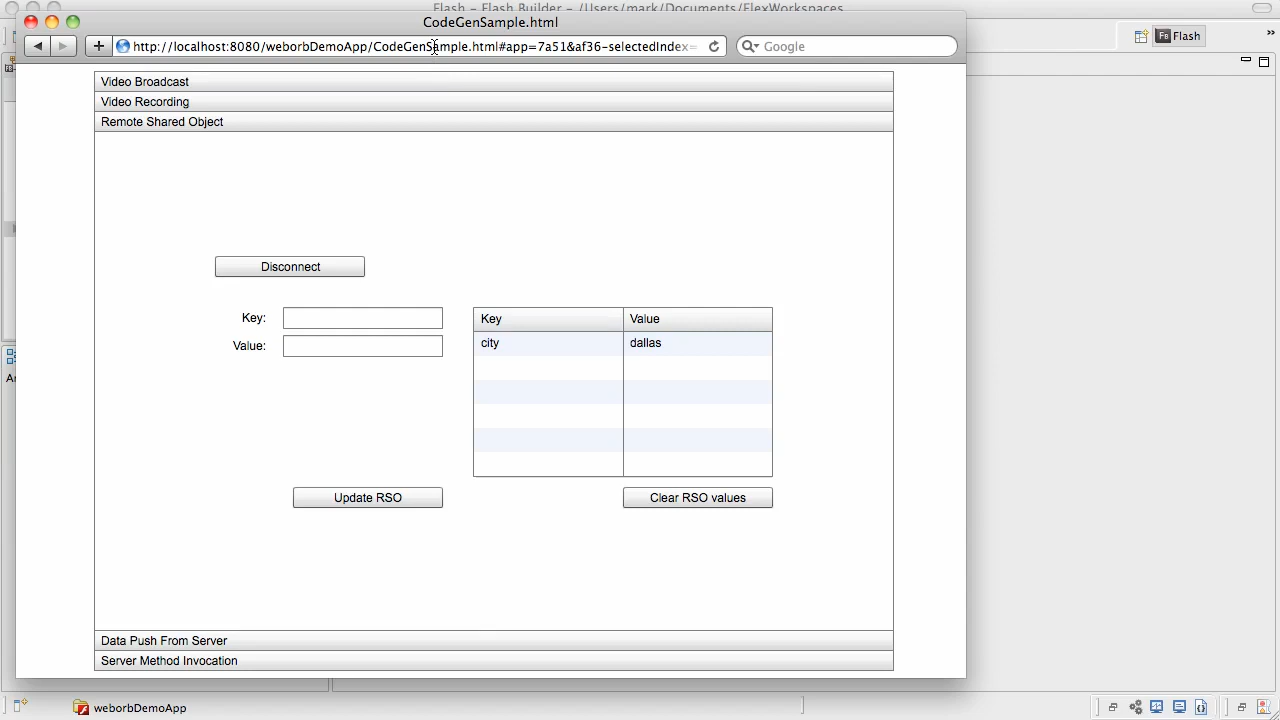 Flash - Flash Builder - /Users/mark/Documents/FlexWorkspaces
CodeGenSample.html
http://localhost:8080/weborbDemoApp/CodeGenSample.html#app=7a51&af36-selectedIndex=
Google
Flash
Video Broadcast
Video Recording
Remote Shared Object
Disconnect
Key:
Value:
Key Value
city dallas
Update RSO
Clear RSO values
Data Push From Server
Server Method Invocation
weborbDemoApp